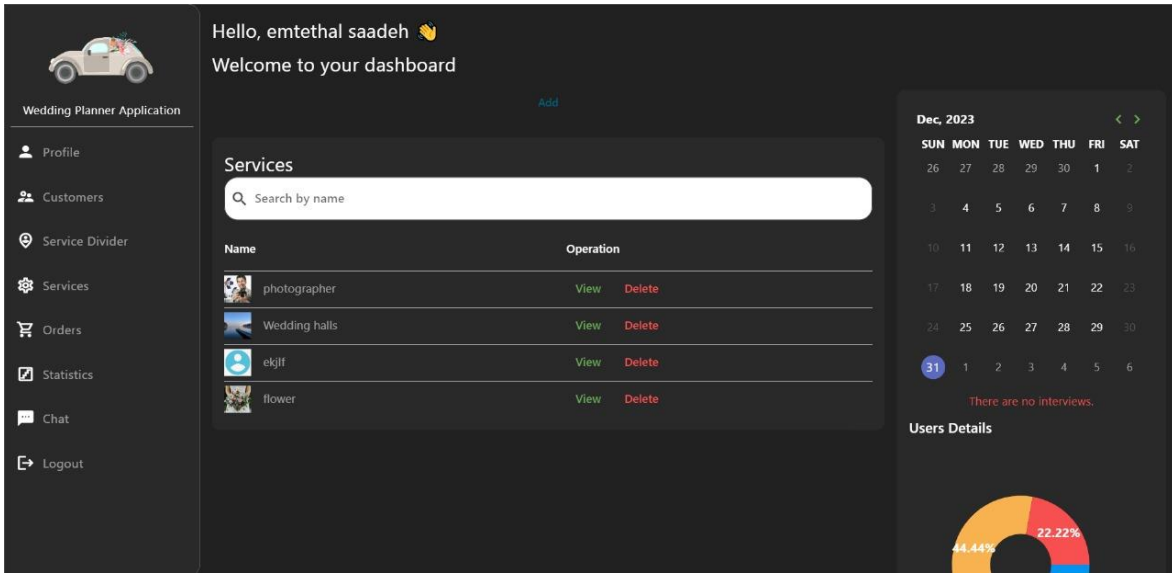 Wedding Planner Application
Profile
Customers
Service Divider
Services
Orders
Statistics
Chat
Logout
Hello, emtethal saadeh 👋
Welcome to your dashboard
Add
Services
Search by name
Name Operation
photographer View Delete
Wedding halls View Delete
ekjlf View Delete
flower View Delete
Dec, 2023 < >
SUN MON TUE WED THU FRI SAT
26 27 28 29 30 1 2
3 4 5 6 7 8 9
10 11 12 13 14 15 16
17 18 19 20 21 22 23
24 25 26 27 28 29 30
31 1 2 3 4 5 6
There are no interviews.
Users Details
44.44% 22.22%